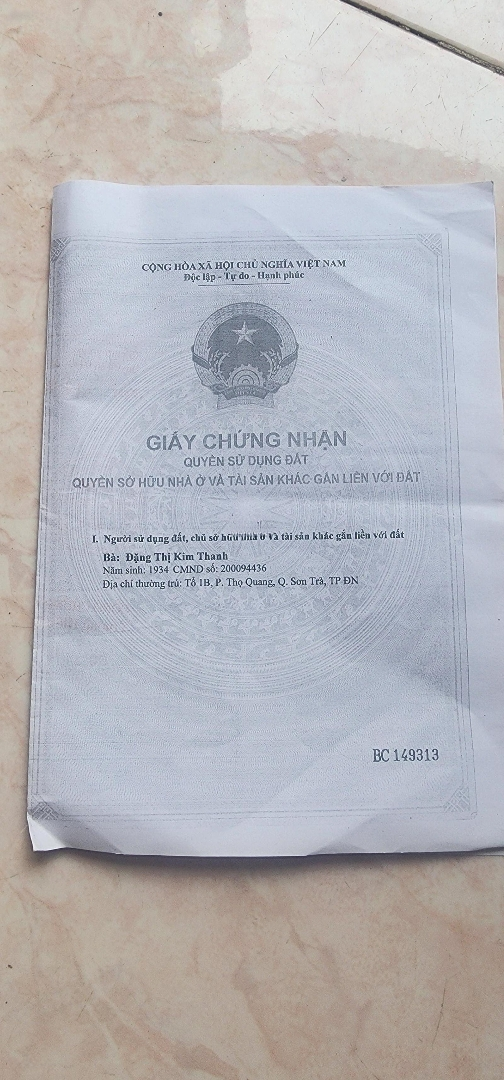 CỘNG HÒA XÃ HỘI CHỦ NGHĨA VIỆT NAM
Độc lập - Tự do - Hạnh phúc
GIẤY CHỨNG NHẬN
QUYỀN SỬ DỤNG ĐẤT
QUYỀN SỞ HỮU NHÀ Ở VÀ TÀI SẢN KHÁC GẮN LIỀN VỚI ĐẤT
I. Người sử dụng đất, chủ sở hữu nhà ở và tài sản khác gắn liền với đất
Bà: Đặng Thị Kim Thanh
Năm sinh: 1934 CMND số: 200094436
Địa chỉ thường trú: Tổ 1B, P. Thọ Quang, Q. Sơn Trà, TP ĐN
BC 149313